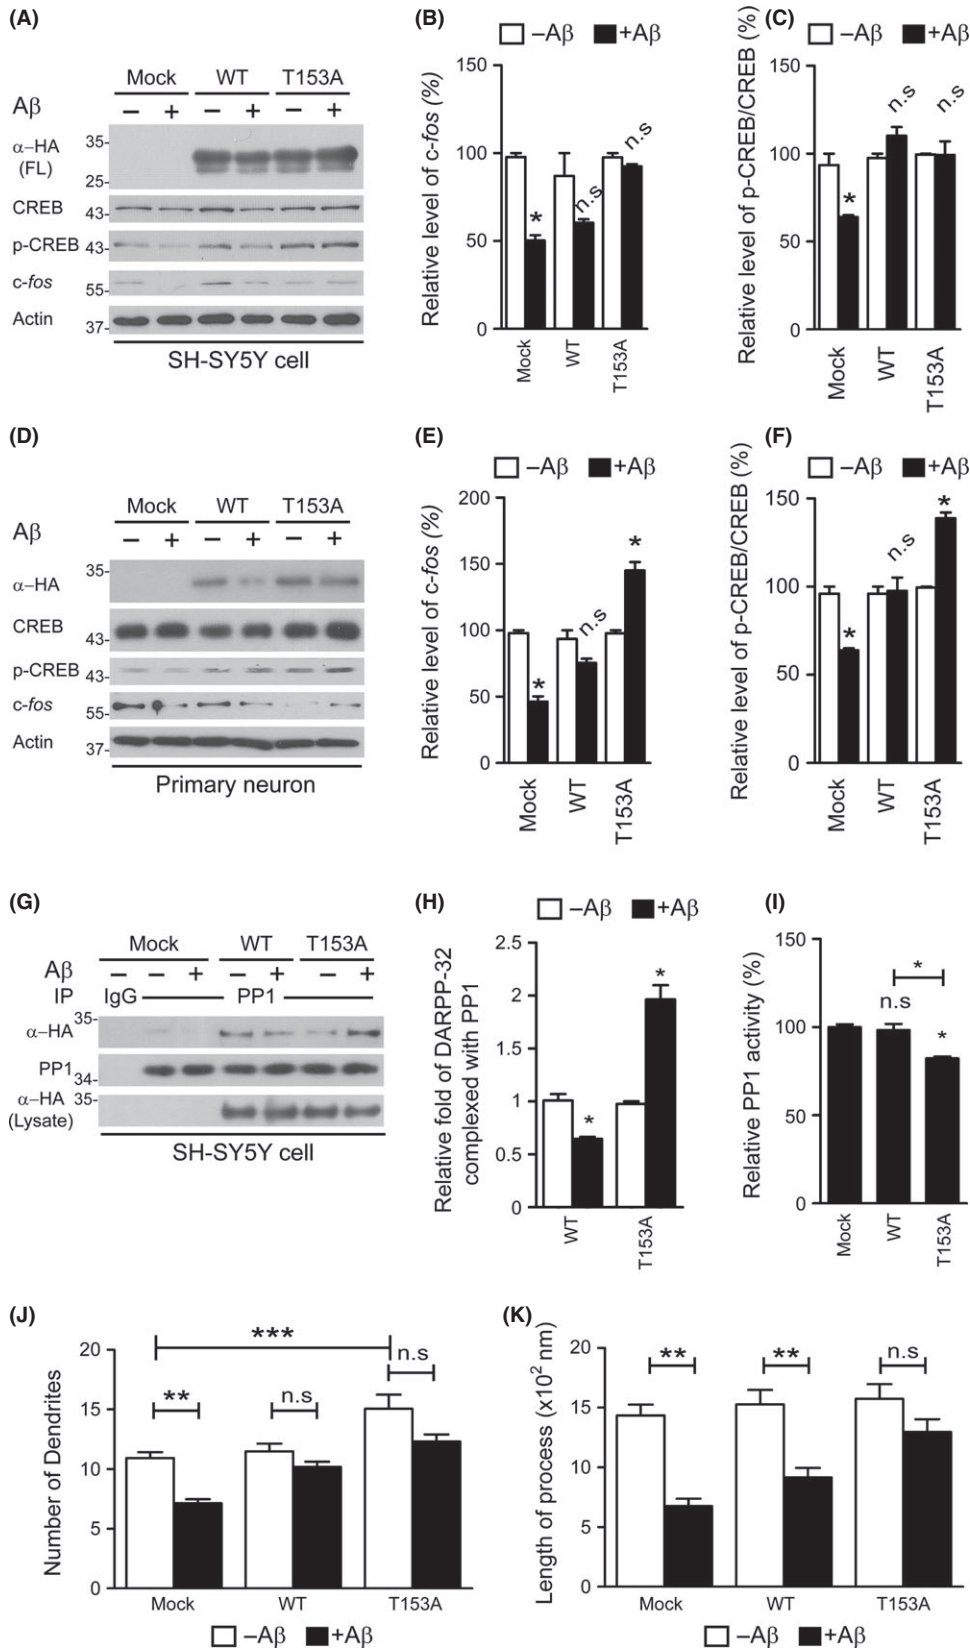 (A)
Mock WT T153A
Aβ − + − + − +
α−HA (FL) 35- 25-
CREB 43-
p-CREB 43-
c-fos 55-
Actin 37-
SH-SY5Y cell
(B)
−Aβ +Aβ
Relative level of c-fos (%)
150
100
50
0
* n.s n.s
Mock WT T153A
(C)
−Aβ +Aβ
Relative level of p-CREB/CREB (%)
150
100
50
0
* n.s n.s
Mock WT T153A
(D)
Mock WT T153A
Aβ − + − + − +
α−HA 35-
CREB 43-
p-CREB 43-
c-fos 55-
Actin 37-
Primary neuron
(E)
−Aβ +Aβ
Relative level of c-fos (%)
200
150
100
50
0
* n.s *
Mock WT T153A
(F)
−Aβ +Aβ
Relative level of p-CREB/CREB (%)
150
100
50
0
* n.s *
Mock WT T153A
(G)
Mock WT T153A
Aβ − − + − + − +
IP IgG PP1
α−HA 35-
PP1 34-
α−HA (Lysate) 35-
SH-SY5Y cell
(H)
−Aβ +Aβ
Relative fold of DARPP-32
complexed with PP1
2.5
2
1.5
1
0.5
0
* *
WT T153A
(I)
Relative PP1 activity (%)
150
100
50
0
*
n.s *
Mock WT T153A
(J)
Number of Dendrites
20
15
10
5
0
***
** n.s n.s
Mock WT T153A
−Aβ +Aβ
(K)
Length of process (x10² nm)
20
15
10
5
0
** ** n.s
Mock WT T153A
−Aβ +Aβ